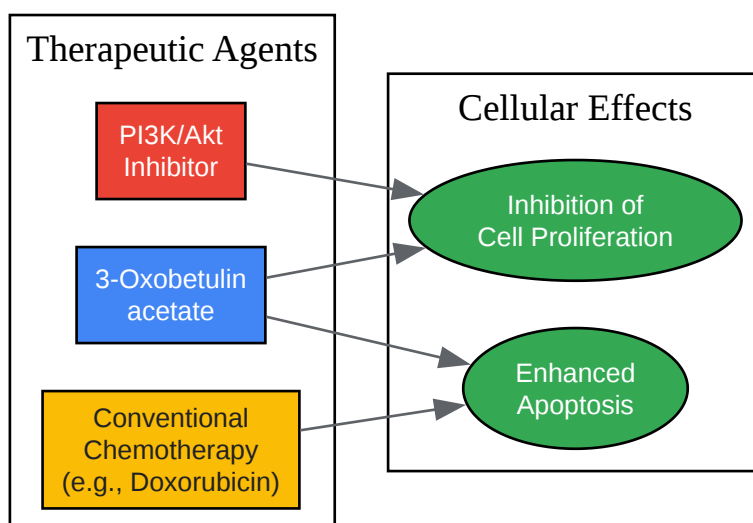 Therapeutic Agents
PI3K/Akt
Inhibitor
3-Oxobetulin
acetate
Conventional
Chemotherapy
(e.g., Doxorubicin)
Cellular Effects
Inhibition of
Cell Proliferation
Enhanced
Apoptosis